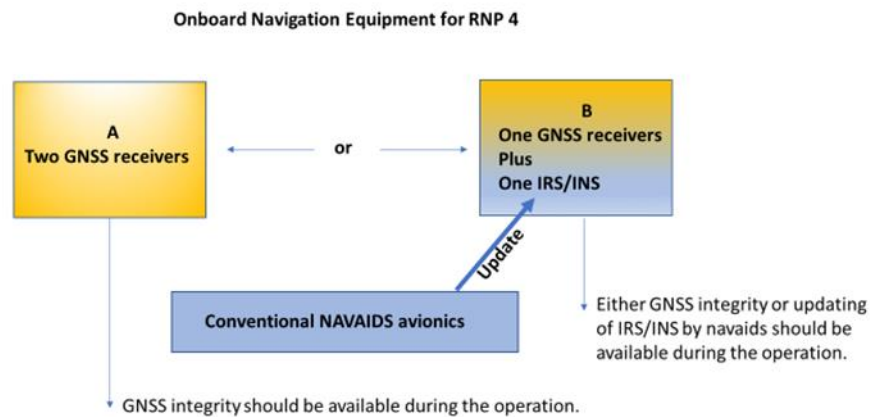 Onboard Navigation Equipment for RNP 4
A
Two GNSS receivers
or
B
One GNSS receivers
Plus
One IRS/INS
Update
Conventional NAVAIDS avionics
Either GNSS integrity or updating
of IRS/INS by navaids should be
available during the operation.
GNSS integrity should be available during the operation.